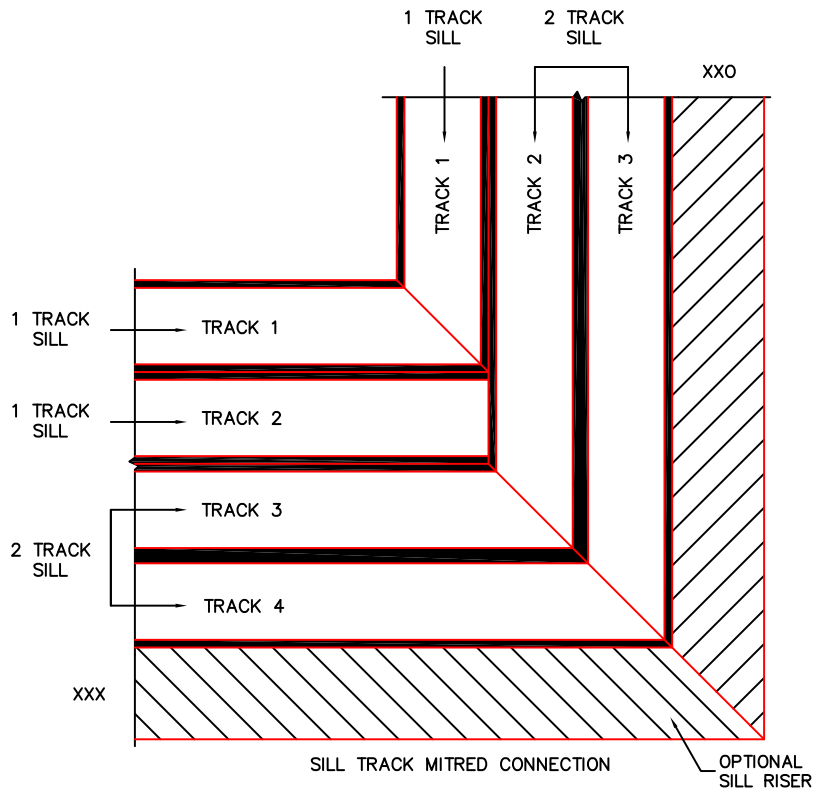 1 TRACK
SILL
2 TRACK
SILL
XXO
TRACK 1
TRACK 2
TRACK 3
1 TRACK
SILL
TRACK 1
1 TRACK
SILL
TRACK 2
TRACK 3
2 TRACK
SILL
TRACK 4
XXX
SILL TRACK MITRED CONNECTION
OPTIONAL
SILL RISER